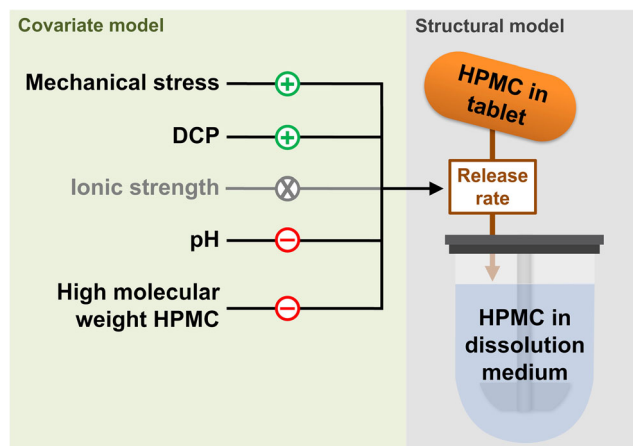 Covariate model
Structural model
Mechanical stress
DCP
Ionic strength
pH
High molecular
weight HPMC
HPMC in
tablet
Release
rate
HPMC in
dissolution
medium